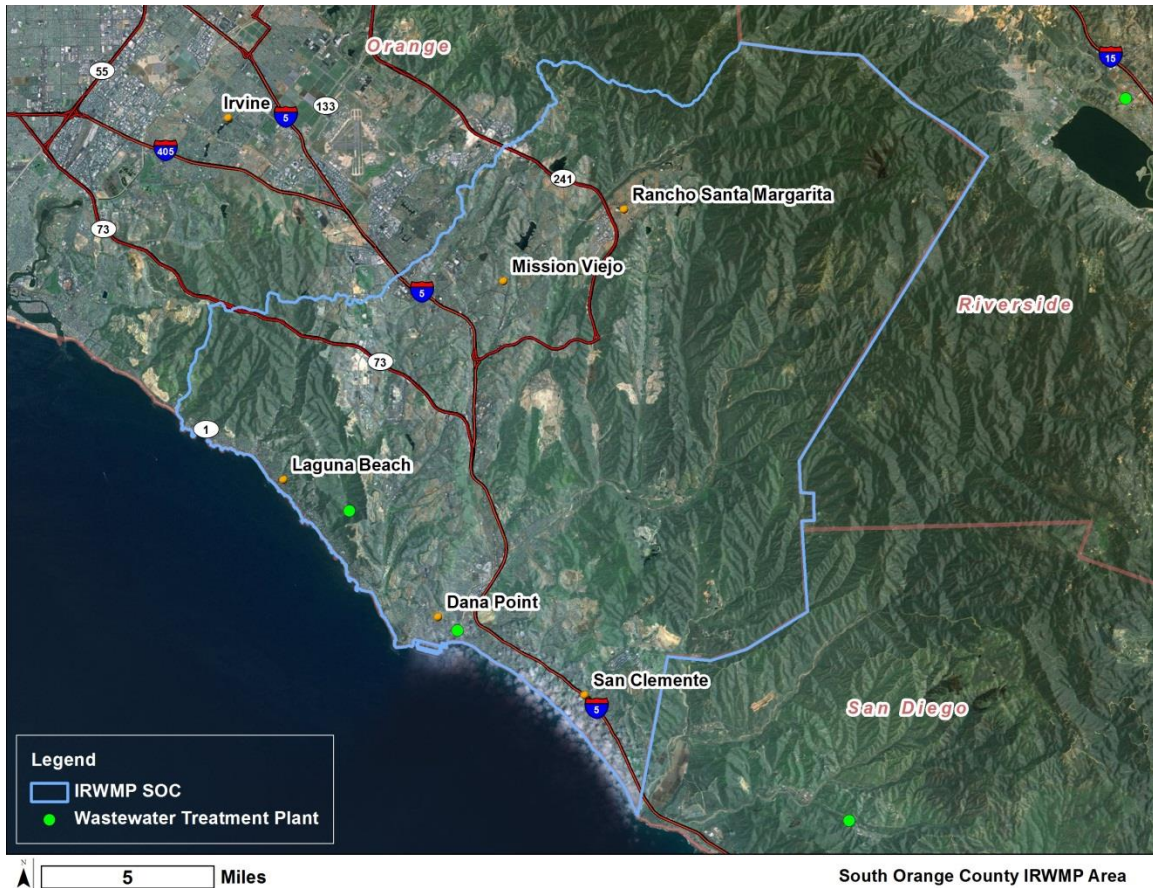 Orange
55
15
133
Irvine
5
405
241
Rancho Santa Margarita
73
Mission Viejo
5
Riverside
73
1
Laguna Beach
Dana Point
San Clemente
5
San Diego
Legend
IRWMP SOC
Wastewater Treatment Plant
N
5 Miles
South Orange County IRWMP Area